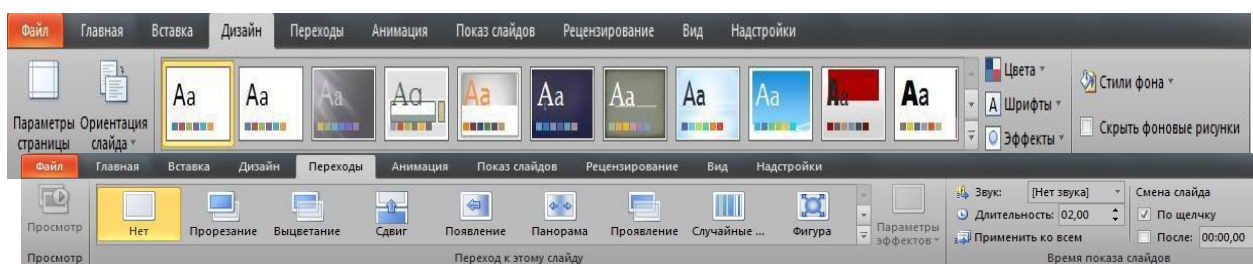 Файл Главная Вставка Дизайн Переходы Анимация Показ слайдов Рецензирование Вид Надстройки
Aa Aa Aa Aa Aa Aa Aa Aa Aa Aa Aa
Цвета
Шрифты
Эффекты
Стили фона
Скрыть фоновые рисунки
Параметры страницы
Ориентация слайда
Файл Главная Вставка Дизайн Переходы Анимация Показ слайдов Рецензирование Вид Надстройки
Просмотр
Нет Прорезание Выцветание Сдвиг Появление Панорама Проявление Случайные ... Фигура
Параметры эффектов
Звук: [Нет звука]
Длительность: 02,00
Применить ко всем
Смена слайда
По щелчку
После: 00:00,00
Просмотр
Переход к этому слайду
Время показа слайдов